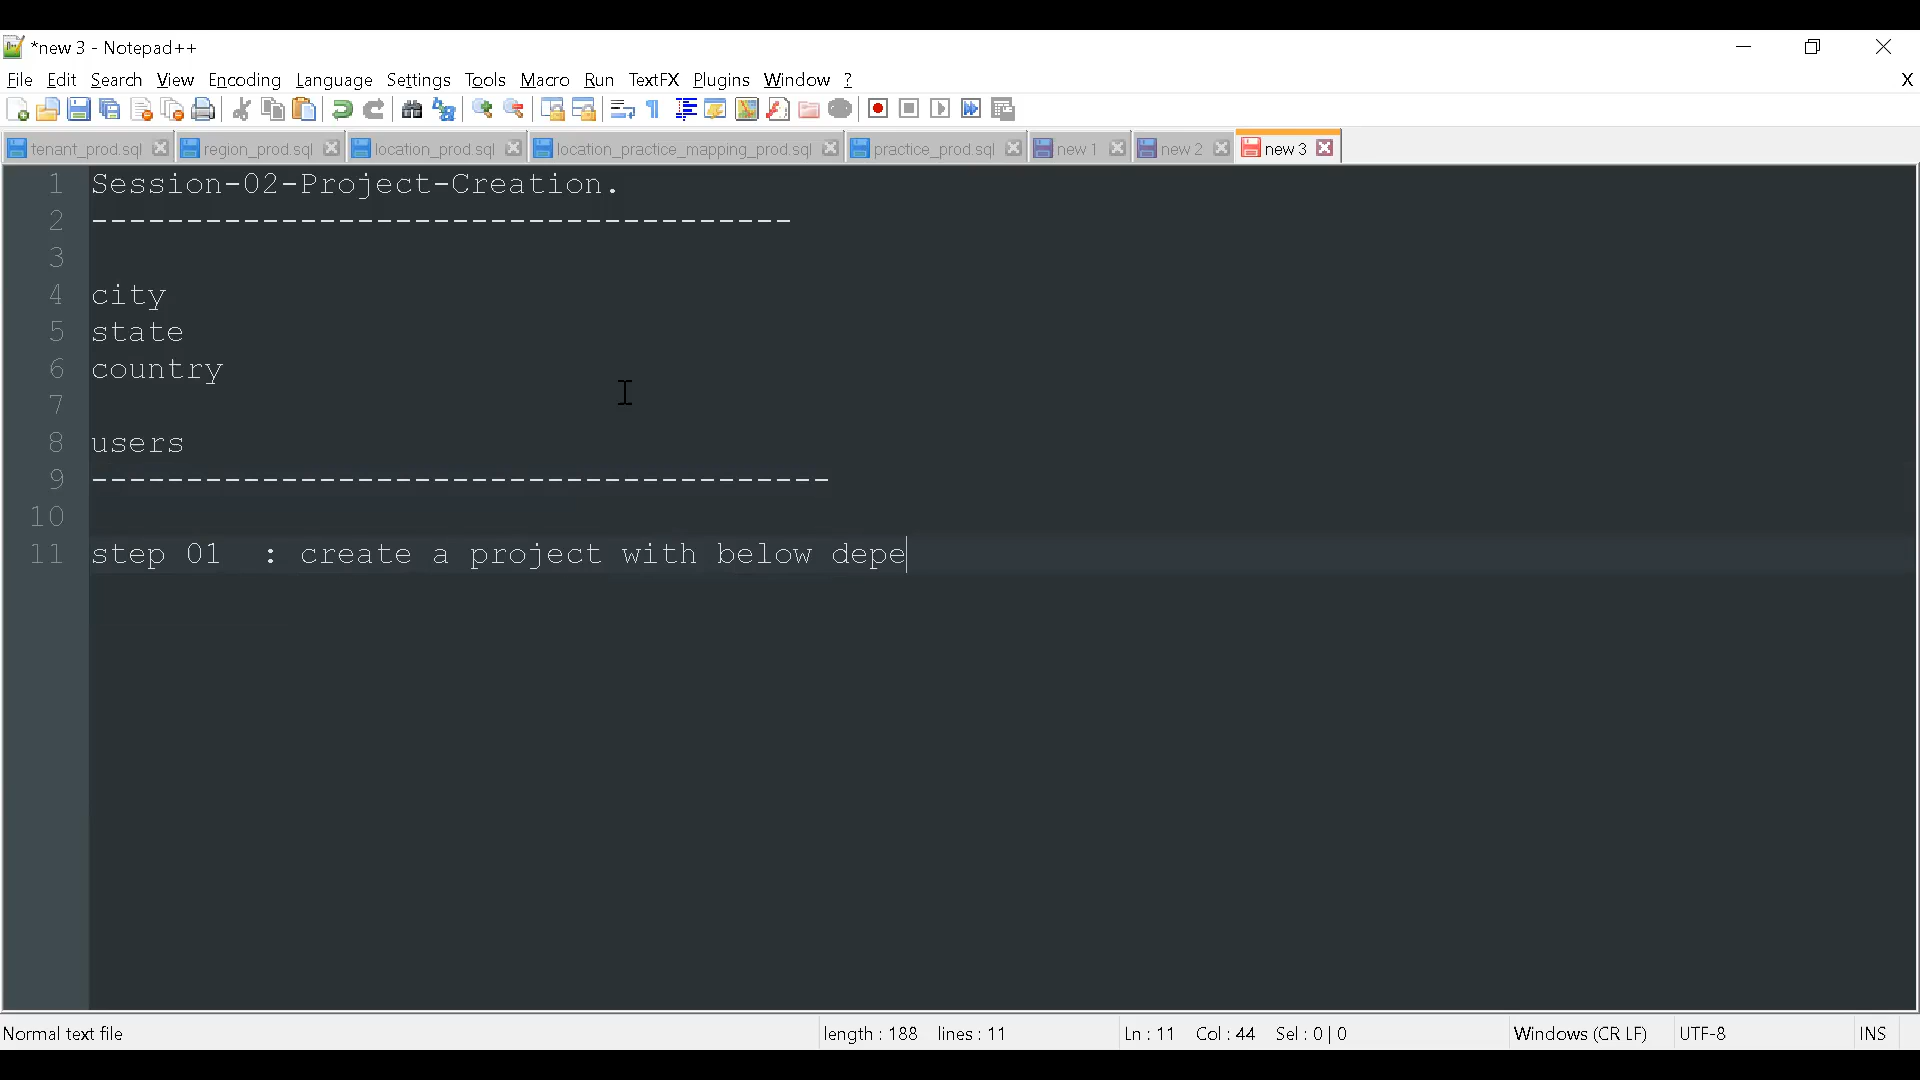 *new 3 - Notepad++
File Edit Search View Encoding Language Settings Tools Macro Run TextFX Plugins Window ?
X
tenant_prod.sql region_prod.sql location_prod.sql location_practice_mapping_prod.sql practice_prod.sql new 1 new 2 new 3
1 Session-02-Project-Creation.
2 -------------------------------------
3
4 city
5 state
6 country
7
8 users
9 ---------------------------------------
10
11 step 01  : create a project with below depe
Normal text file length : 188 lines : 11 Ln : 11 Col : 44 Sel : 0 | 0 Windows (CR LF) UTF-8 INS